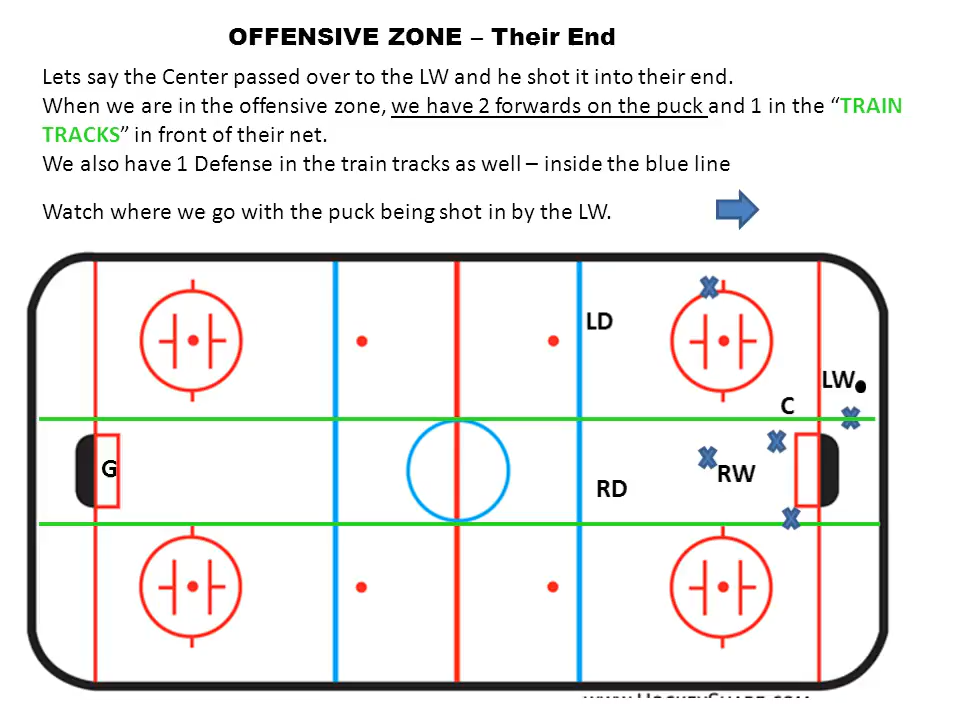 OFFENSIVE ZONE – Their End
Lets say the Center passed over to the LW and he shot it into their end.
When we are in the offensive zone, we have 2 forwards on the puck and 1 in the “TRAIN
TRACKS” in front of their net.
We also have 1 Defense in the train tracks as well – inside the blue line
Watch where we go with the puck being shot in by the LW.
LD
LW
C
G
RW
RD
www.HockeyShare.com